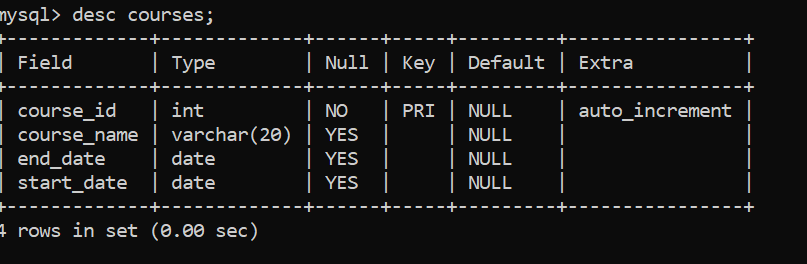 mysql> desc courses;
+-------------+-------------+------+-----+---------+----------------+
| Field       | Type        | Null | Key | Default | Extra          |
+-------------+-------------+------+-----+---------+----------------+
| course_id   | int         | NO   | PRI | NULL    | auto_increment |
| course_name | varchar(20) | YES  |     | NULL    |                |
| end_date    | date        | YES  |     | NULL    |                |
| start_date  | date        | YES  |     | NULL    |                |
+-------------+-------------+------+-----+---------+----------------+
4 rows in set (0.00 sec)